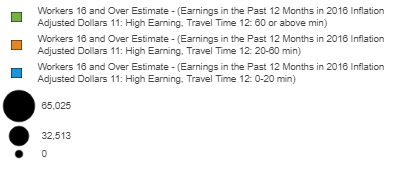 Workers 16 and Over Estimate - (Earnings in the Past 12 Months in 2016 Inflation
Adjusted Dollars 11: High Earning, Travel Time 12: 60 or above min)
Workers 16 and Over Estimate - (Earnings in the Past 12 Months in 2016 Inflation
Adjusted Dollars 11: High Earning, Travel Time 12: 20-60 min)
Workers 16 and Over Estimate - (Earnings in the Past 12 Months in 2016 Inflation
Adjusted Dollars 11: High Earning, Travel Time 12: 0-20 min)
65,025
32,513
0